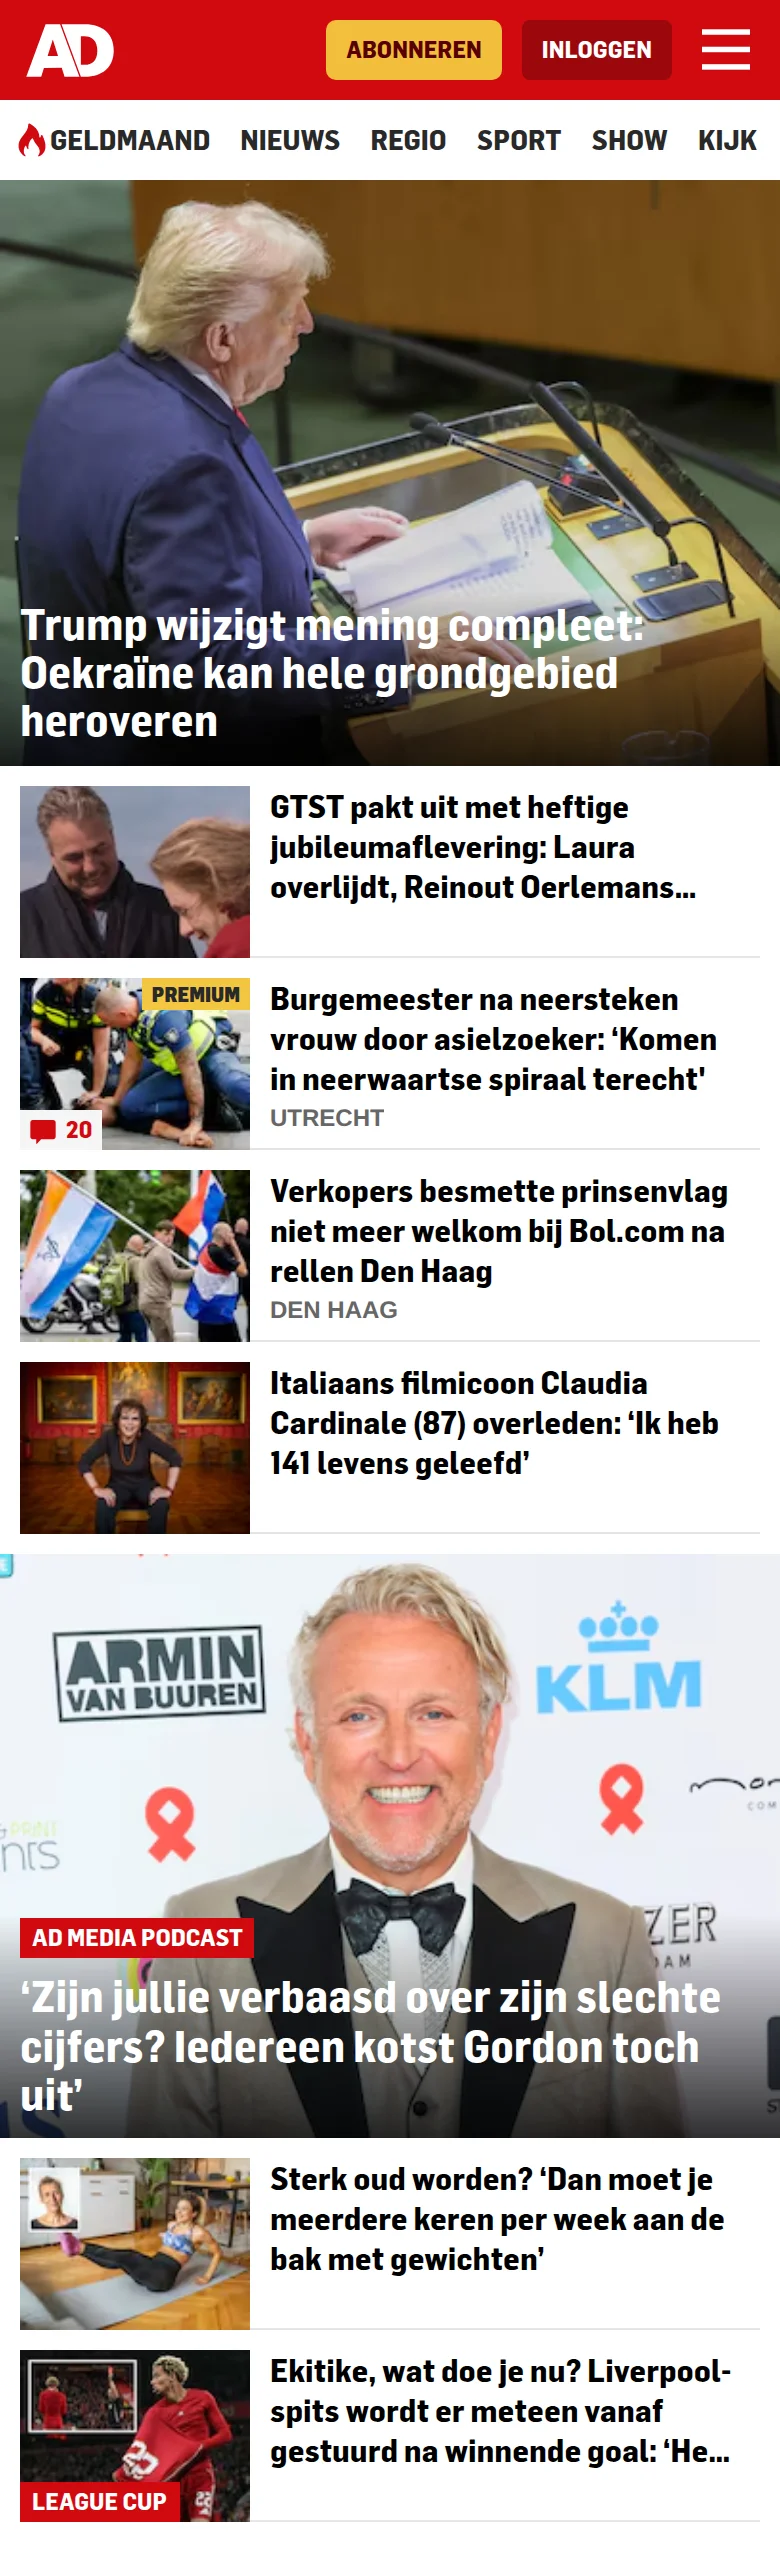 AD
ABONNEREN
INLOGGEN
GELDMAAND NIEUWS REGIO SPORT SHOW KIJK
Trump wijzigt mening compleet:
Oekraïne kan hele grondgebied
heroveren
GTST pakt uit met heftige
jubileumaflevering: Laura
overlijdt, Reinout Oerlemans...
PREMIUM
20
Burgemeester na neersteken
vrouw door asielzoeker: ‘Komen
in neerwaartse spiraal terecht'
UTRECHT
Verkopers besmette prinsenvlag
niet meer welkom bij Bol.com na
rellen Den Haag
DEN HAAG
Italiaans filmicoon Claudia
Cardinale (87) overleden: ‘Ik heb
141 levens geleefd’
ARMIN
VAN BUUREN
KLM
AD MEDIA PODCAST
‘Zijn jullie verbaasd over zijn slechte
cijfers? Iedereen kotst Gordon toch
uit’
Sterk oud worden? ‘Dan moet je
meerdere keren per week aan de
bak met gewichten’
Ekitike, wat doe je nu? Liverpool-
spits wordt er meteen vanaf
gestuurd na winnende goal: ‘He...
22
LEAGUE CUP